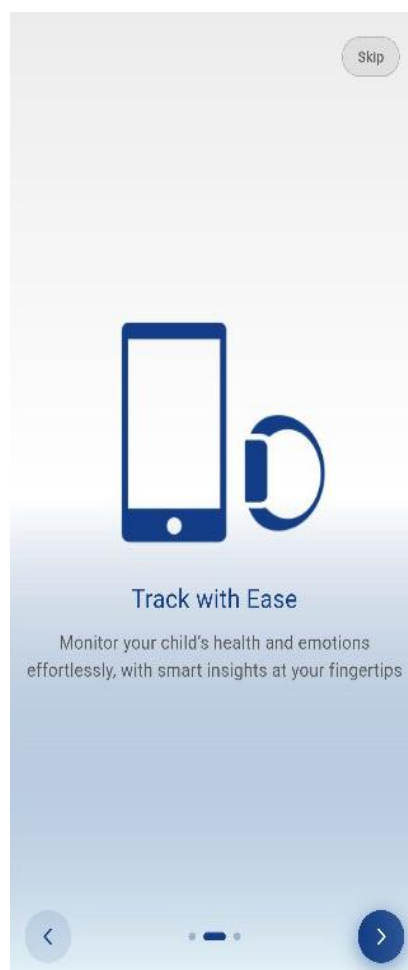 Skip
Track with Ease
Monitor your child's health and emotions
effortlessly, with smart insights at your fingertips